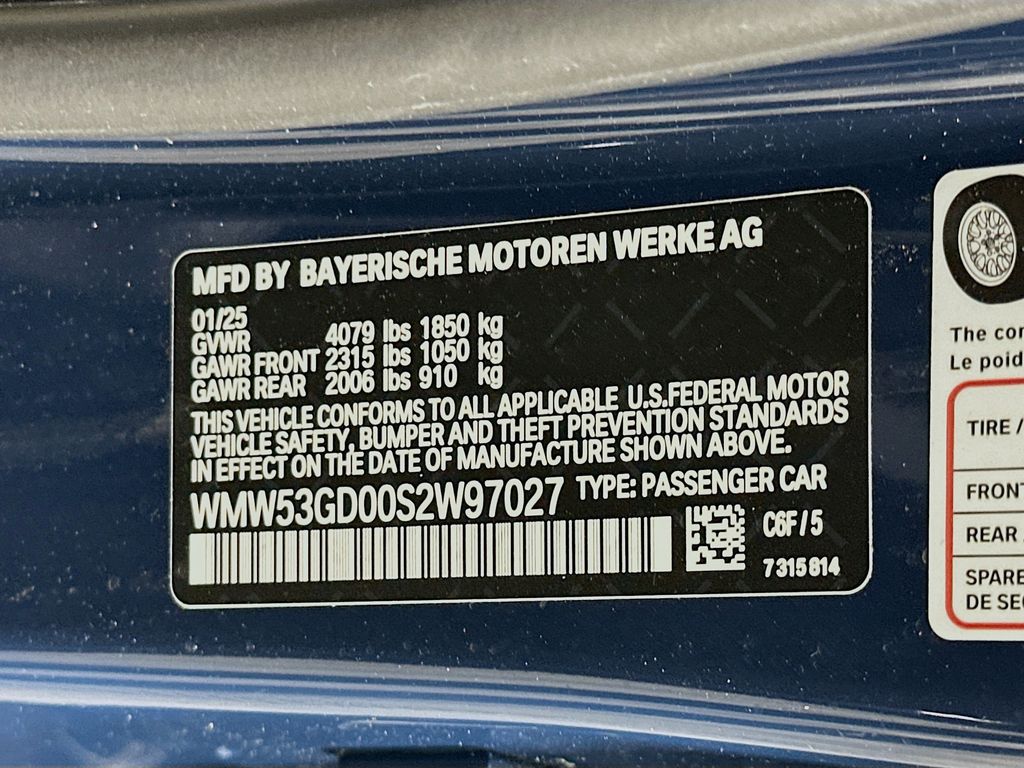 MFD BY BAYERISCHE MOTOREN WERKE AG
01/25
GVWR 4079 lbs 1850 kg
GAWR FRONT 2315 lbs 1050 kg
GAWR REAR 2006 lbs 910 kg
THIS VEHICLE CONFORMS TO ALL APPLICABLE U.S.FEDERAL MOTOR
VEHICLE SAFETY, BUMPER AND THEFT PREVENTION STANDARDS
IN EFFECT ON THE DATE OF MANUFACTURE SHOWN ABOVE.
WMW53GD00S2W97027 TYPE: PASSENGER CAR
C6F/5
7315814
The
Le
TIRE /
FRONT
REAR
SPARE
DE